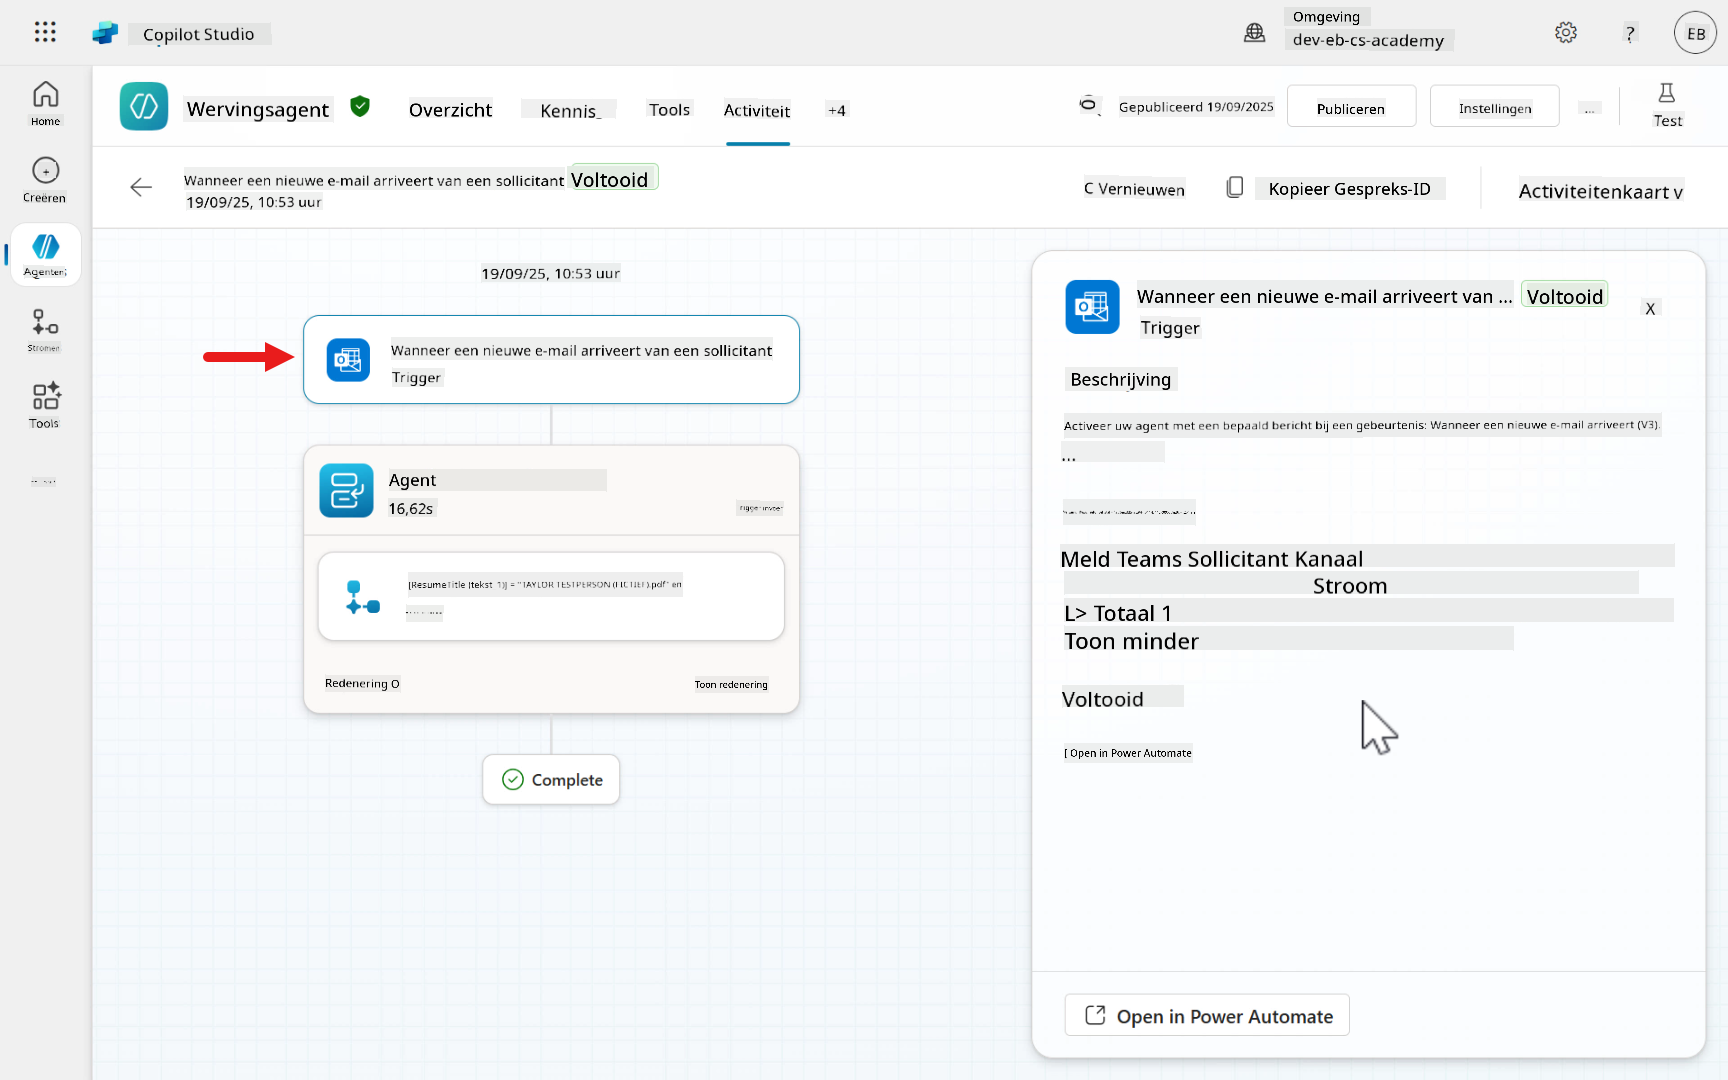 Copilot Studio
Omgeving
dev-eb-cs-academy
?
EB
Home
Creëren
Agenten
Stromen
Tools
Wervingsagent
Overzicht
Kennis
Tools
Activiteit
+4
Gepubliceerd 19/09/2025
Publiceren
Instellingen
...
Test
Wanneer een nieuwe e-mail arriveert van een sollicitant Voltooid
19/09/25, 10:53 uur
C Vernieuwen
Kopieer Gespreks-ID
Activiteitenkaart v
19/09/25, 10:53 uur
Wanneer een nieuwe e-mail arriveert van een sollicitant
Trigger
Agent
16,62s
[ResumeTitle (tekst_1)] = "TAYLOR TESTPERSON (FICTIEF).pdf" en
Redenering O
Toon redenering
Complete
Wanneer een nieuwe e-mail arriveert van ... Voltooid
X
Trigger
Beschrijving
Activeer uw agent met een bepaald bericht bij een gebeurtenis: Wanneer een nieuwe e-mail arriveert (V3).
...
Meld Teams Sollicitant Kanaal
Stroom
L> Totaal 1
Toon minder
Voltooid
[ Open in Power Automate
Open in Power Automate